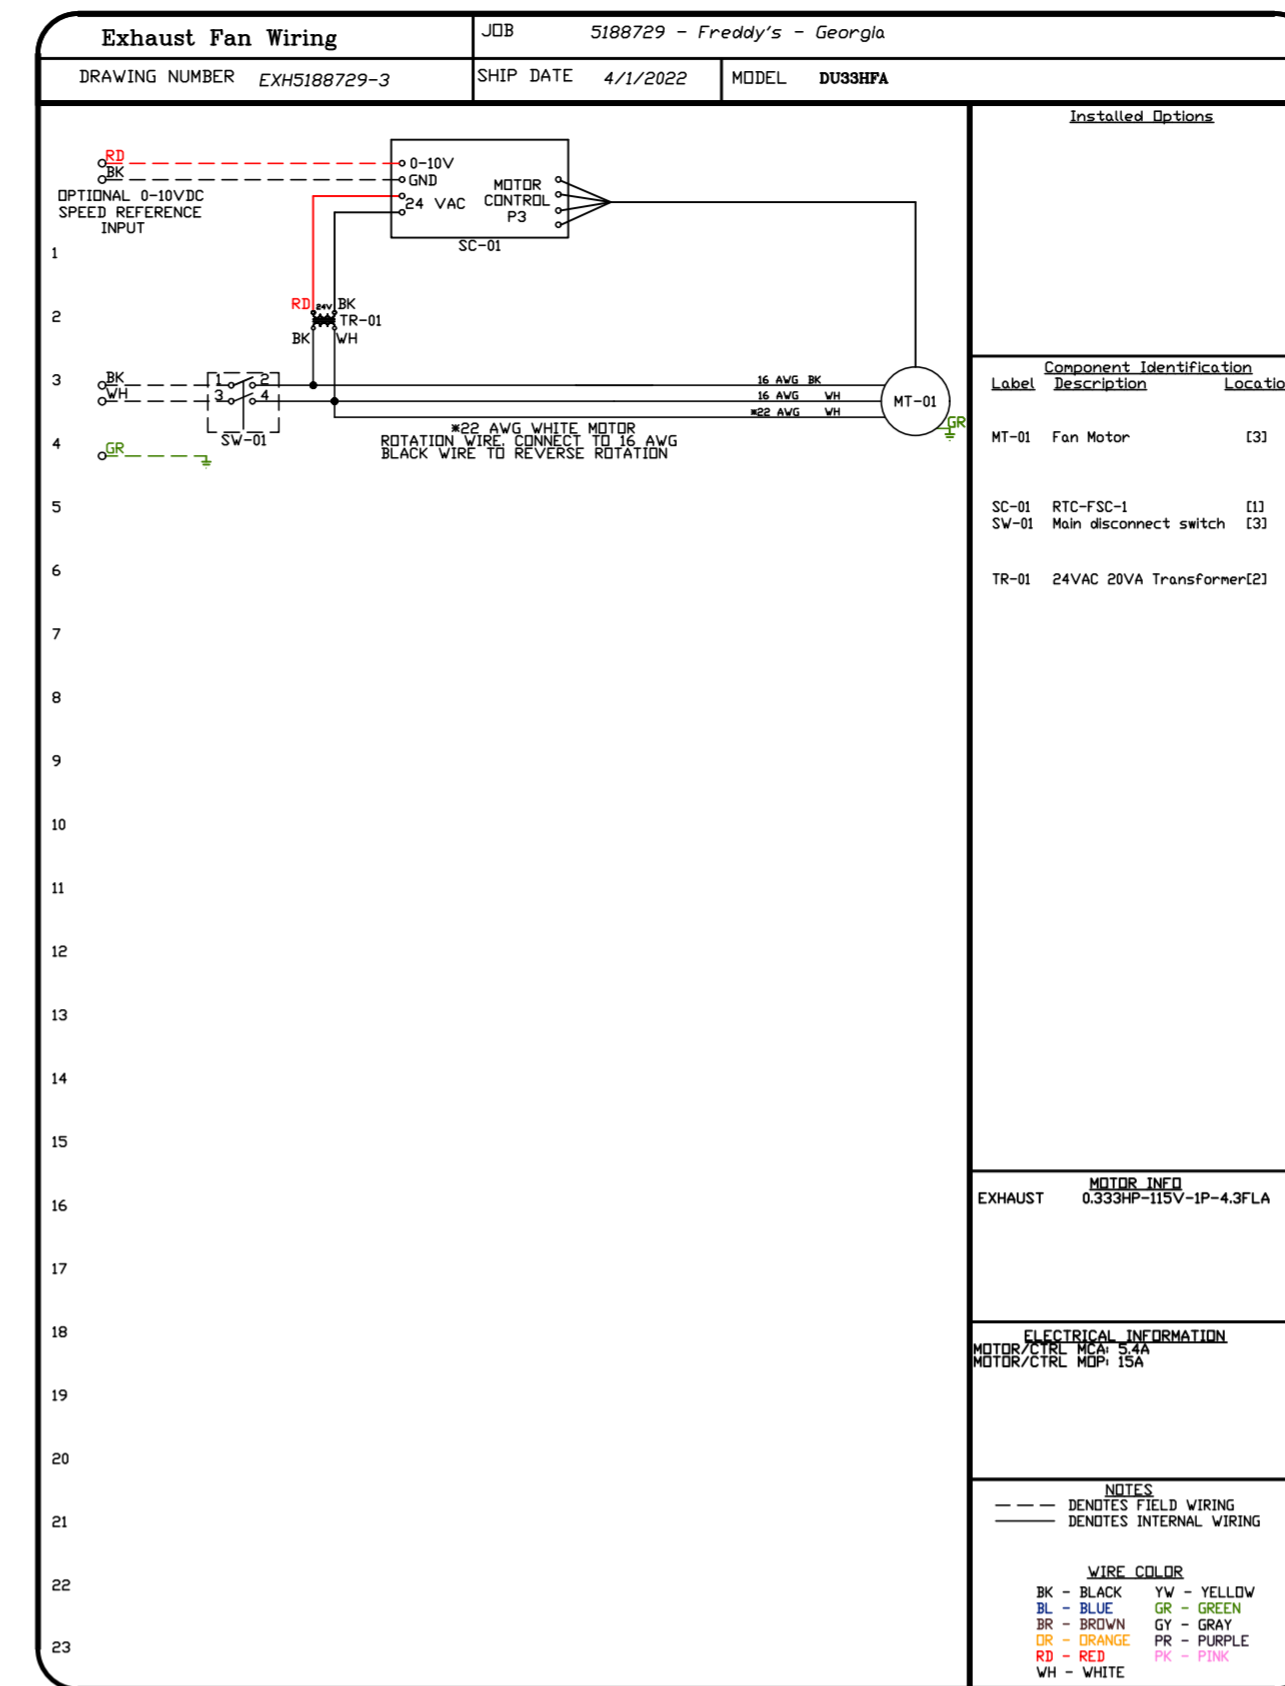 Exhaust Fan Wiring
JOB 5188729 - Freddy's - Georgia
DRAWING NUMBER EXH5188729-3
SHIP DATE 4/1/2022
MODEL DU33HFA
RD
BK
OPTIONAL 0-10VDC
SPEED REFERENCE
INPUT
0-10V
GND
24 VAC
MOTOR
CONTROL
P3
SC-01
RD 24V BK
TR-01
BK WH
BK
WH
1 2
3 4
SW-01
GR
16 AWG BK
16 AWG WH
*22 AWG WH
MT-01
GR
*22 AWG WHITE MOTOR
ROTATION WIRE. CONNECT TO 16 AWG
BLACK WIRE TO REVERSE ROTATION
1
2
3
4
5
6
7
8
9
10
11
12
13
14
15
16
17
18
19
20
21
22
23
Installed Options
Component Identification
Label Description Locatio
MT-01 Fan Motor [3]
SC-01 RTC-FSC-1 [1]
SW-01 Main disconnect switch [3]
TR-01 24VAC 20VA Transformer[2]
MOTOR INFO
EXHAUST 0.333HP-115V-1P-4.3FLA
ELECTRICAL INFORMATION
MOTOR/CTRL MCA: 5.4A
MOTOR/CTRL MOP: 15A
NOTES
DENOTES FIELD WIRING
DENOTES INTERNAL WIRING
WIRE COLOR
BK - BLACK YW - YELLOW
BL - BLUE GR - GREEN
BR - BROWN GY - GRAY
OR - ORANGE PR - PURPLE
RD - RED PK - PINK
WH - WHITE